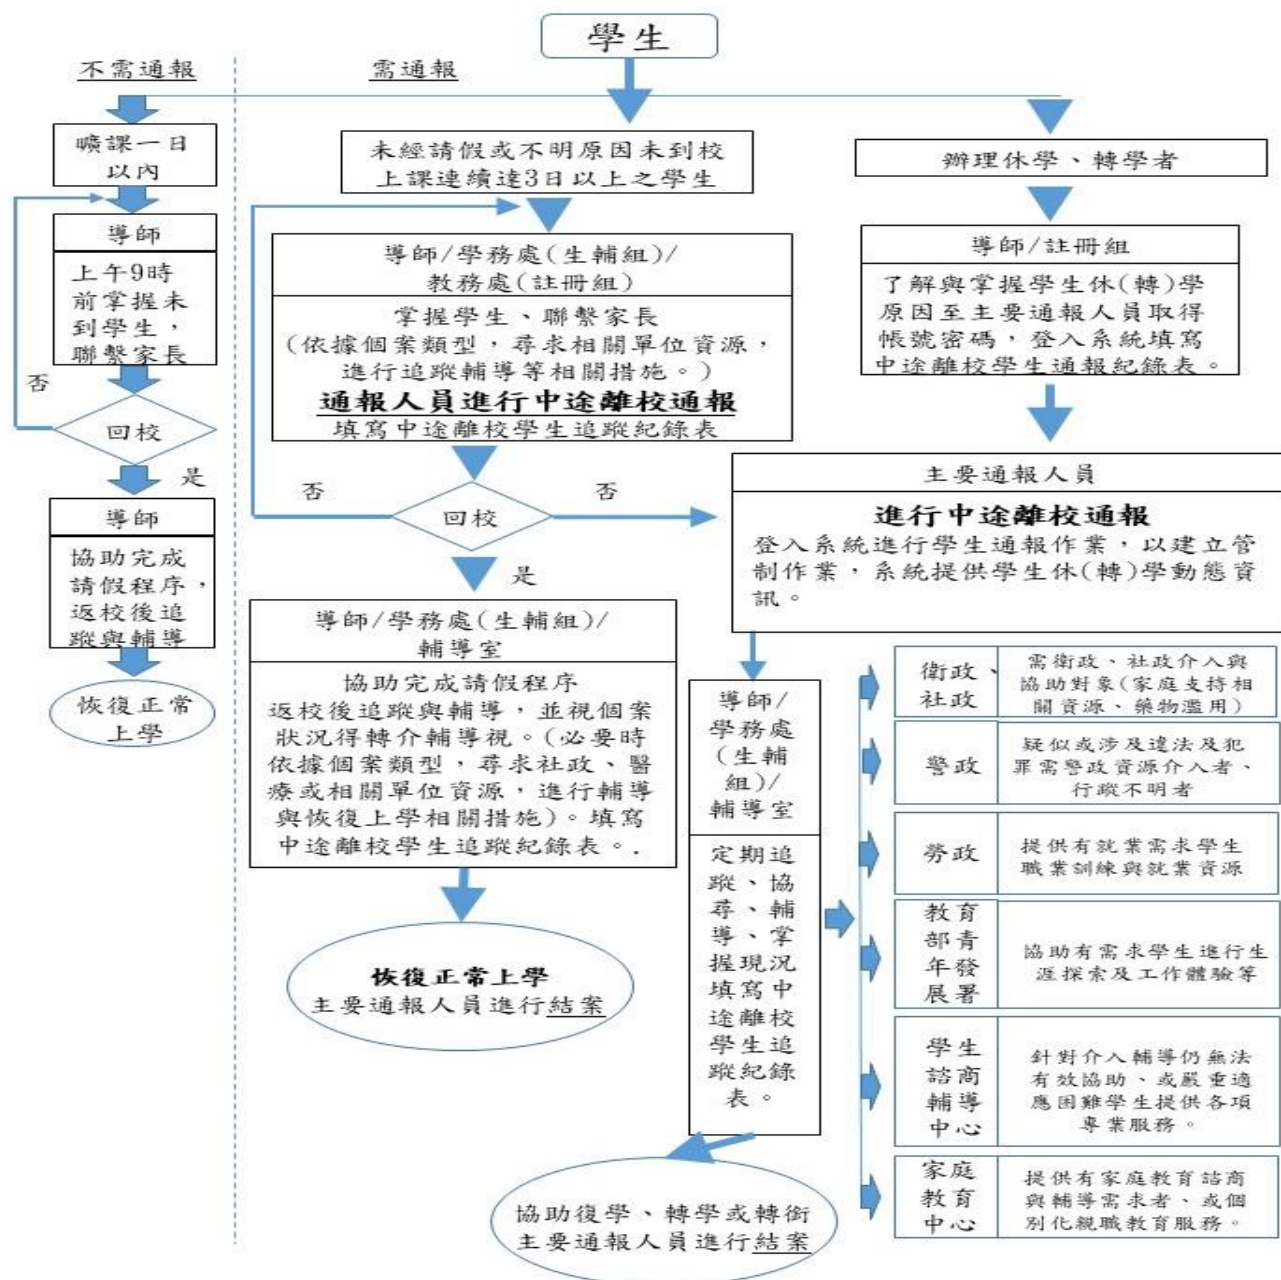 學生
不需通報
需通報
曠課一日
以內
導師
上午9時
前掌握未
到學生，
聯繫家長
否
回校
是
導師
協助完成
請假程序，
返校後追
蹤與輔導
恢復正常
上學
未經請假或不明原因未到校
上課連續達3日以上之學生
導師/學務處(生輔組)/
教務處(註冊組)
掌握學生、聯繫家長
(依據個案類型，尋求相關單位資源，
進行追蹤輔導等相關措施。)
通報人員進行中途離校通報
填寫中途離校學生追蹤紀錄表
否
回校
否
是
導師/學務處(生輔組)/
輔導室
協助完成請假程序
返校後追蹤與輔導，並視個案
狀況得轉介輔導視。(必要時
依據個案類型，尋求社政、醫
療或相關單位資源，進行輔導
與恢復上學相關措施)。填寫
中途離校學生追蹤紀錄表。.
恢復正常上學
主要通報人員進行結案
辦理休學、轉學者
導師/註冊組
了解與掌握學生休(轉)學
原因至主要通報人員取得
帳號密碼，登入系統填寫
中途離校學生通報紀錄表。
主要通報人員
進行中途離校通報
登入系統進行學生通報作業，以建立管
制作業，系統提供學生休(轉)學動態資
訊。
導師/
學務處
(生輔
組)/
輔導室
定期追
蹤、協
尋、輔
導、掌
握現況
填寫中
途離校
學生追
蹤紀錄
表。
協助復學、轉學或轉銜
主要通報人員進行結案
衛政、
社政
需衛政、社政介入與
協助對象(家庭支持相
關資源、藥物濫用)
警政
疑似或涉及違法及犯
罪需警政資源介入者、
行蹤不明者
勞政
提供有就業需求學生
職業訓練與就業資源
教育
部青
年發
展署
協助有需求學生進行生
涯探索及工作體驗等
學生
諮商
輔導
中心
針對介入輔導仍無法
有效協助、或嚴重適
應困難學生提供各項
專業服務。
家庭
教育
中心
提供有家庭教育諮商
與輔導需求者、或個
別化親職教育服務。